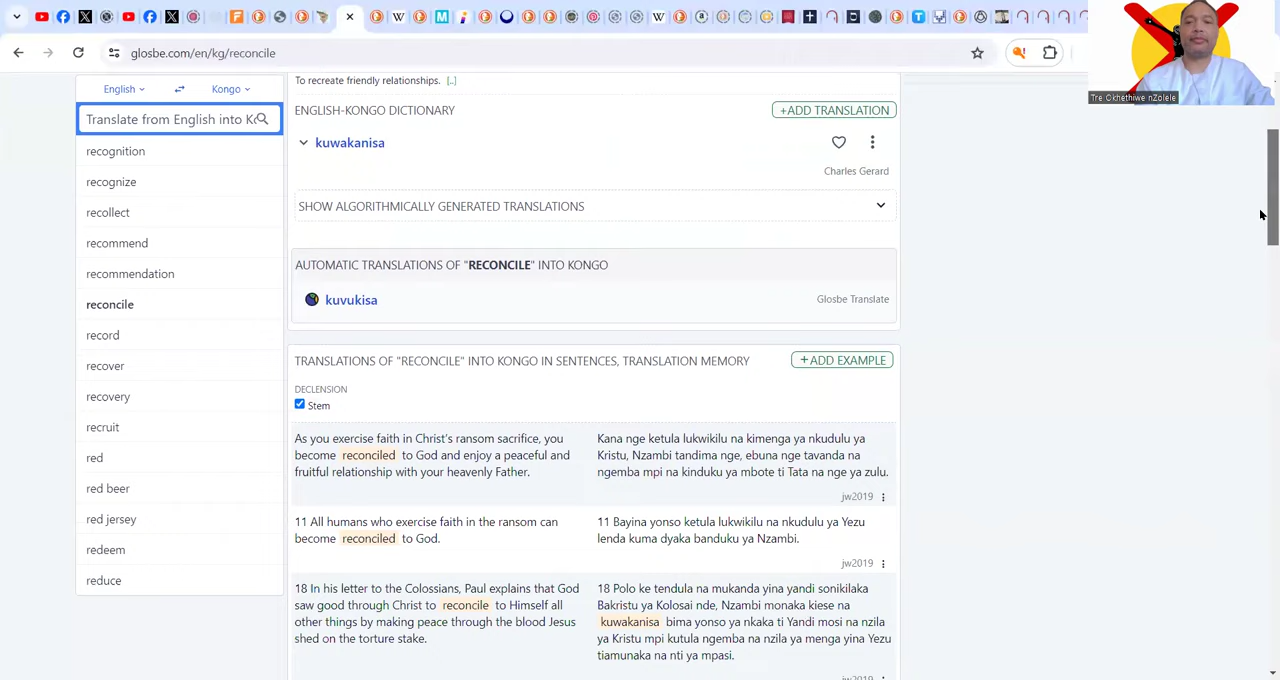 glosbe.com/en/kg/reconcile
Tre Okhethiwe nZolele
English
Kongo
Translate from English into Ko
recognition
recognize
recollect
recommend
recommendation
reconcile
record
recover
recovery
recruit
red
red beer
red jersey
redeem
reduce
To recreate friendly relationships. [..]
ENGLISH-KONGO DICTIONARY
+ADD TRANSLATION
kuwakanisa
Charles Gerard
SHOW ALGORITHMICALLY GENERATED TRANSLATIONS
AUTOMATIC TRANSLATIONS OF "RECONCILE" INTO KONGO
kuvukisa
Glosbe Translate
TRANSLATIONS OF "RECONCILE" INTO KONGO IN SENTENCES, TRANSLATION MEMORY
+ADD EXAMPLE
DECLENSION
Stem
As you exercise faith in Christ's ransom sacrifice, you
become reconciled to God and enjoy a peaceful and
fruitful relationship with your heavenly Father.
Kana nge ketula lukwikilu na kimenga ya nkudulu ya
Kristu, Nzambi tandima nge, ebuna nge tavanda na
ngemba mpi na kinduku ya mbote ti Tata na nge ya zulu.
jw2019
11 All humans who exercise faith in the ransom can
become reconciled to God.
11 Bayina yonso ketula lukwikilu na nkudulu ya Yezu
lenda kuma dyaka banduku ya Nzambi.
jw2019
18 In his letter to the Colossians, Paul explains that God
saw good through Christ to reconcile to Himself all
other things by making peace through the blood Jesus
shed on the torture stake.
18 Polo ke tendula na mukanda yina yandi sonikilaka
Bakristu ya Kolosai nde, Nzambi monaka kiese na
kuwakanisa bima yonso ya nkaka ti Yandi mosi na nzila
ya Kristu mpi kutula ngemba na nzila ya menga yina Yezu
tiamunaka na nti ya mpasi.
jw2019